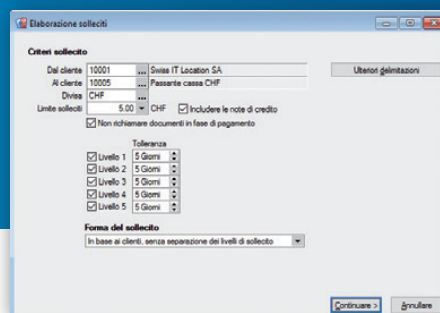 Elaborazione solleciti
Criteri sollecito
Dal cliente 10001 ... Swiss IT Location SA Ulteriori delimitazioni
Al cliente 10005 ... Passante cassa CHF
Divisa CHF ...
Limite solleciti 5.00 CHF Includere le note di credito
Non richiamare documenti in fase di pagamento
Tolleranza
Livello 1 5 Giorni
Livello 2 5 Giorni
Livello 3 5 Giorni
Livello 4 5 Giorni
Livello 5 5 Giorni
Forma del sollecito
In base ai clienti, senza separazione dei livelli di sollecito
Continuare > Annullare